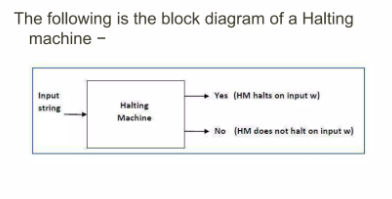 The following is the block diagram of a Halting
machine −
Input
string
Halting
Machine
Yes (HM halts on input w)
No (HM does not halt on input w)